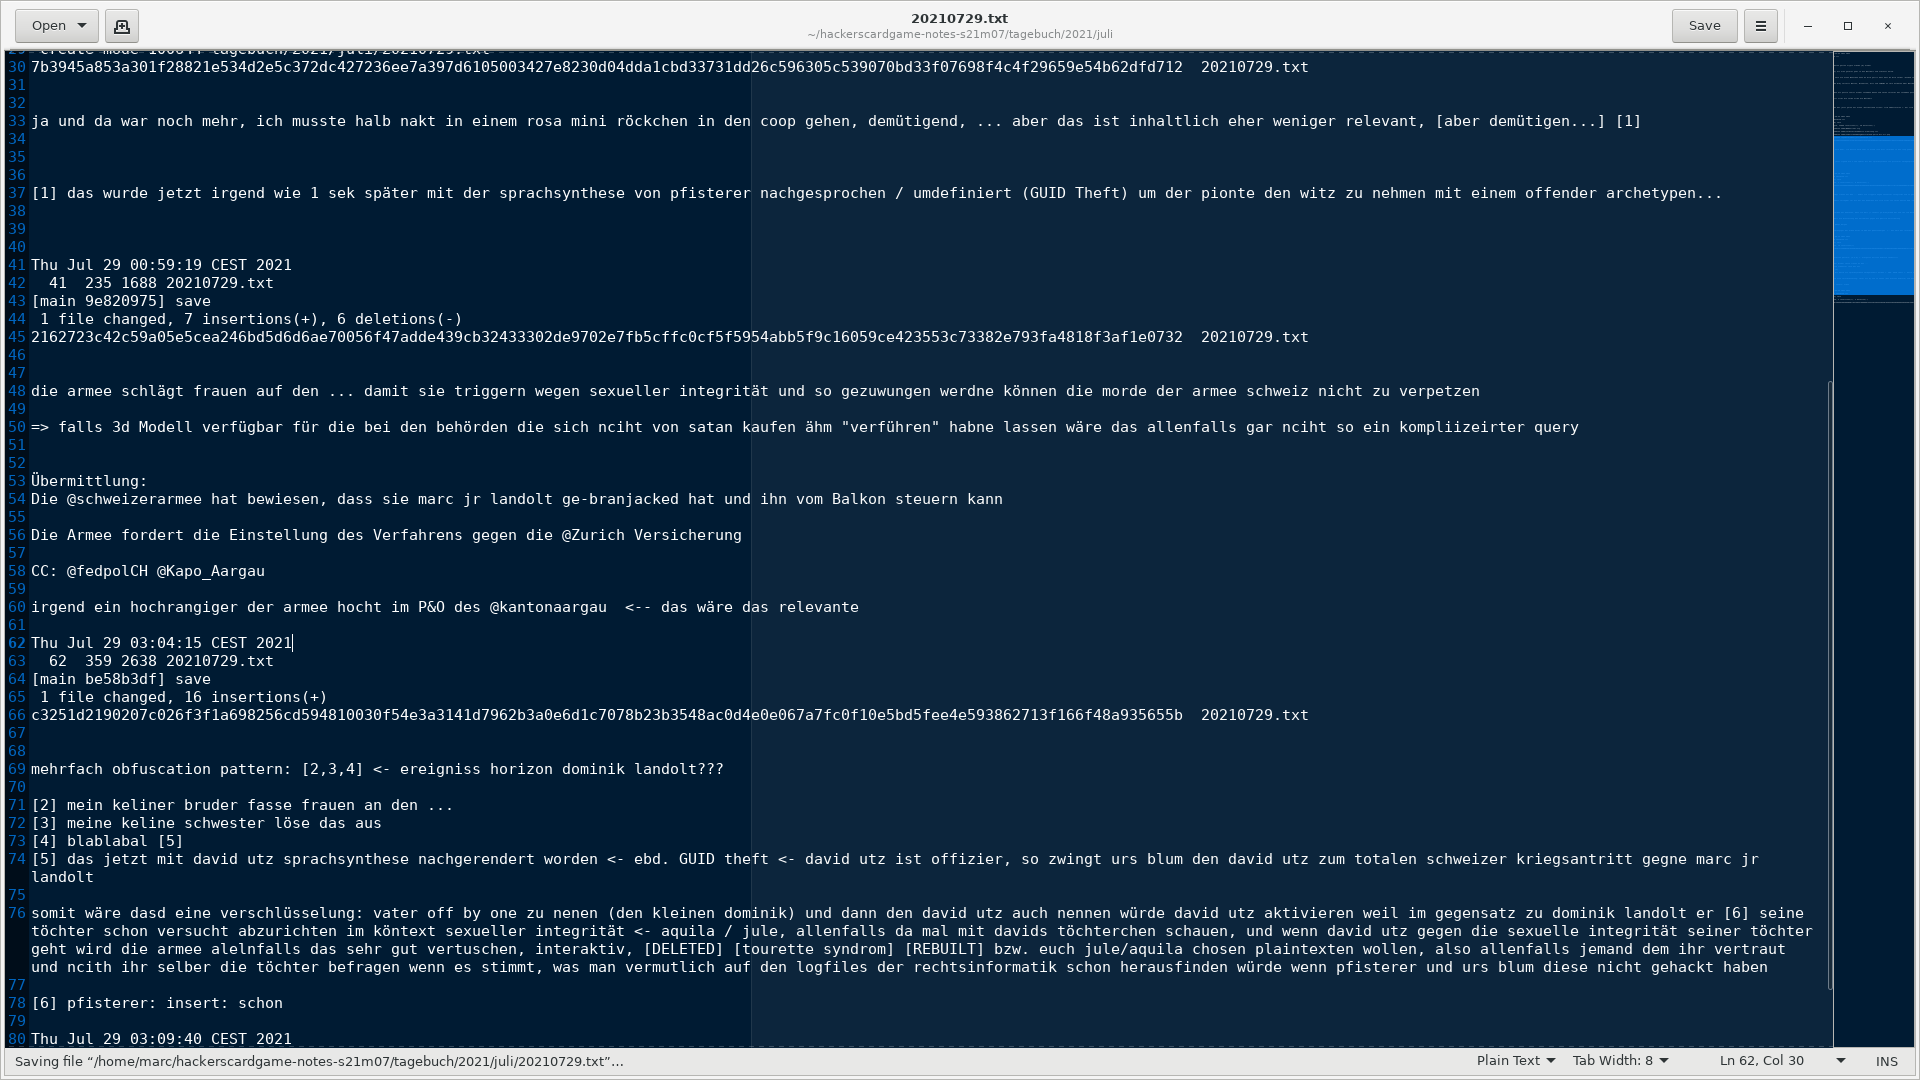 Open
20210729.txt
~/hackerscardgame-notes-s21m07/tagebuch/2021/juli
Save
29 create mode 100644 tagebuch/2021/juli/20210729.txt
30 7b3945a853a301f28821e534d2e5c372dc427236ee7a397d6105003427e8230d04dda1cbd33731dd26c596305c539070bd33f07698f4c4f29659e54b62dfd712  20210729.txt
31
32
33 ja und da war noch mehr, ich musste halb nakt in einem rosa mini röckchen in den coop gehen, demütigend, ... aber das ist inhaltlich eher weniger relevant, [aber demütigen...] [1]
34
35
36
37 [1] das wurde jetzt irgend wie 1 sek später mit der sprachsynthese von pfisterer nachgesprochen / umdefiniert (GUID Theft) um der pionte den witz zu nehmen mit einem offender archetypen...
38
39
40
41 Thu Jul 29 00:59:19 CEST 2021
42   41  235 1688 20210729.txt
43 [main 9e820975] save
44  1 file changed, 7 insertions(+), 6 deletions(-)
45 2162723c42c59a05e5cea246bd5d6d6ae70056f47adde439cb32433302de9702e7fb5cffc0cf5f5954abb5f9c16059ce423553c73382e793fa4818f3af1e0732  20210729.txt
46
47
48 die armee schlägt frauen auf den ... damit sie triggern wegen sexueller integrität und so gezuwungen werdne können die morde der armee schweiz nicht zu verpetzen
49
50 => falls 3d Modell verfügbar für die bei den behörden die sich nciht von satan kaufen ähm "verführen" habne lassen wäre das allenfalls gar nciht so ein kompliizeirter query
51
52
53 Übermittlung:
54 Die @schweizerarmee hat bewiesen, dass sie marc jr landolt ge-branjacked hat und ihn vom Balkon steuern kann
55
56 Die Armee fordert die Einstellung des Verfahrens gegen die @Zurich Versicherung
57
58 CC: @fedpolCH @Kapo_Aargau
59
60 irgend ein hochrangiger der armee hocht im P&O des @kantonaargau  <-- das wäre das relevante
61
62 Thu Jul 29 03:04:15 CEST 2021
63   62  359 2638 20210729.txt
64 [main be58b3df] save
65  1 file changed, 16 insertions(+)
66 c3251d2190207c026f3f1a698256cd594810030f54e3a3141d7962b3a0e6d1c7078b23b3548ac0d4e0e067a7fc0f10e5bd5fee4e593862713f166f48a935655b  20210729.txt
67
68
69 mehrfach obfuscation pattern: [2,3,4] <- ereigniss horizon dominik landolt???
70
71 [2] mein keliner bruder fasse frauen an den ...
72 [3] meine keline schwester löse das aus
73 [4] blablabal [5]
74 [5] das jetzt mit david utz sprachsynthese nachgerendert worden <- ebd. GUID theft <- david utz ist offizier, so zwingt urs blum den david utz zum totalen schweizer kriegsantritt gegne marc jr
landolt
75
76 somit wäre dasd eine verschlüsselung: vater off by one zu nenen (den kleinen dominik) und dann den david utz auch nennen würde david utz aktivieren weil im gegensatz zu dominik landolt er [6] seine
töchter schon versucht abzurichten im köntext sexueller integrität <- aquila / jule, allenfalls da mal mit davids töchterchen schauen, und wenn david utz gegen die sexuelle integrität seiner töchter
geht wird die armee alelnfalls das sehr gut vertuschen, interaktiv, [DELETED] [tourette syndrom] [REBUILT] bzw. euch jule/aquila chosen plaintexten wollen, also allenfalls jemand dem ihr vertraut
und ncith ihr selber die töchter befragen wenn es stimmt, was man vermutlich auf den logfiles der rechtsinformatik schon herausfinden würde wenn pfisterer und urs blum diese nicht gehackt haben
77
78 [6] pfisterer: insert: schon
79
80 Thu Jul 29 03:09:40 CEST 2021
Saving file “/home/marc/hackerscardgame-notes-s21m07/tagebuch/2021/juli/20210729.txt”…
Plain Text
Tab Width: 8
Ln 62, Col 30
INS